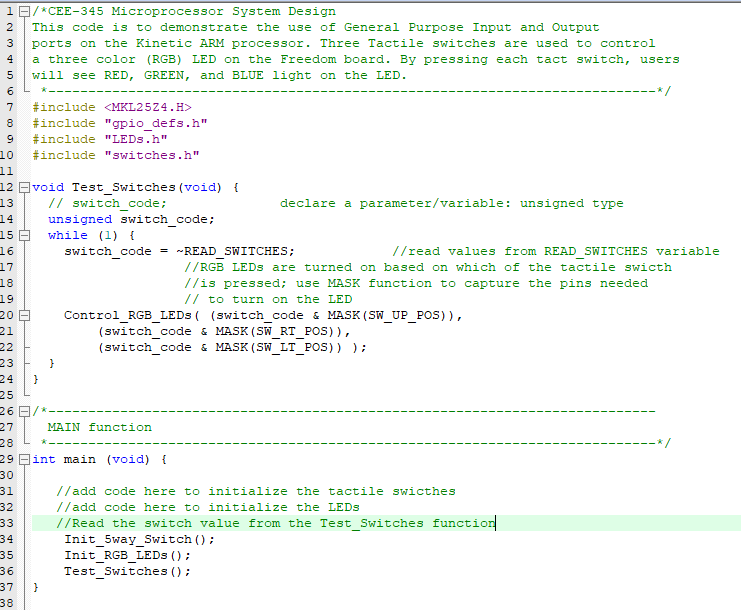 1 /*CEE-345 Microprocessor System Design
2 This code is to demonstrate the use of General Purpose Input and Output
3 ports on the Kinetic ARM processor. Three Tactile switches are used to control
4 a three color (RGB) LED on the Freedom board. By pressing each tact switch, users
5 will see RED, GREEN, and BLUE light on the LED.
6 *----------------------------------------------------------------------------*/
7 #include <MKL25Z4.H>
8 #include "gpio_defs.h"
9 #include "LEDs.h"
10 #include "switches.h"
11
12 void Test_Switches(void) {
13 // switch_code; declare a parameter/variable: unsigned type
14 unsigned switch_code;
15 while (1) {
16 switch_code = ~READ_SWITCHES; //read values from READ_SWITCHES variable
17 //RGB LEDs are turned on based on which of the tactile swicth
18 //is pressed; use MASK function to capture the pins needed
19 // to turn on the LED
20 Control_RGB_LEDs( (switch_code & MASK(SW_UP_POS)),
21 (switch_code & MASK(SW_RT_POS)),
22 (switch_code & MASK(SW_LT_POS)) );
23 }
24 }
25
26 /*----------------------------------------------------------------------------
27 MAIN function
28 *----------------------------------------------------------------------------*/
29 int main (void) {
30
31 //add code here to initialize the tactile swicthes
32 //add code here to initialize the LEDs
33 //Read the switch value from the Test_Switches function
34 Init_5way_Switch();
35 Init_RGB_LEDs();
36 Test_Switches();
37 }
38